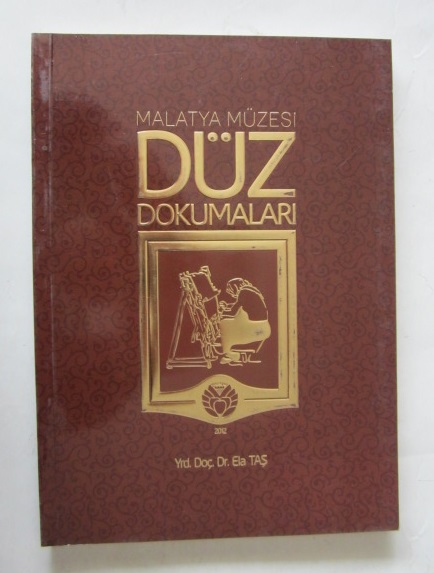 MALATYA MÜZESİ
DÜZ
DOKUMALARI
2012
Yrd. Doç. Dr. Ela TAŞ